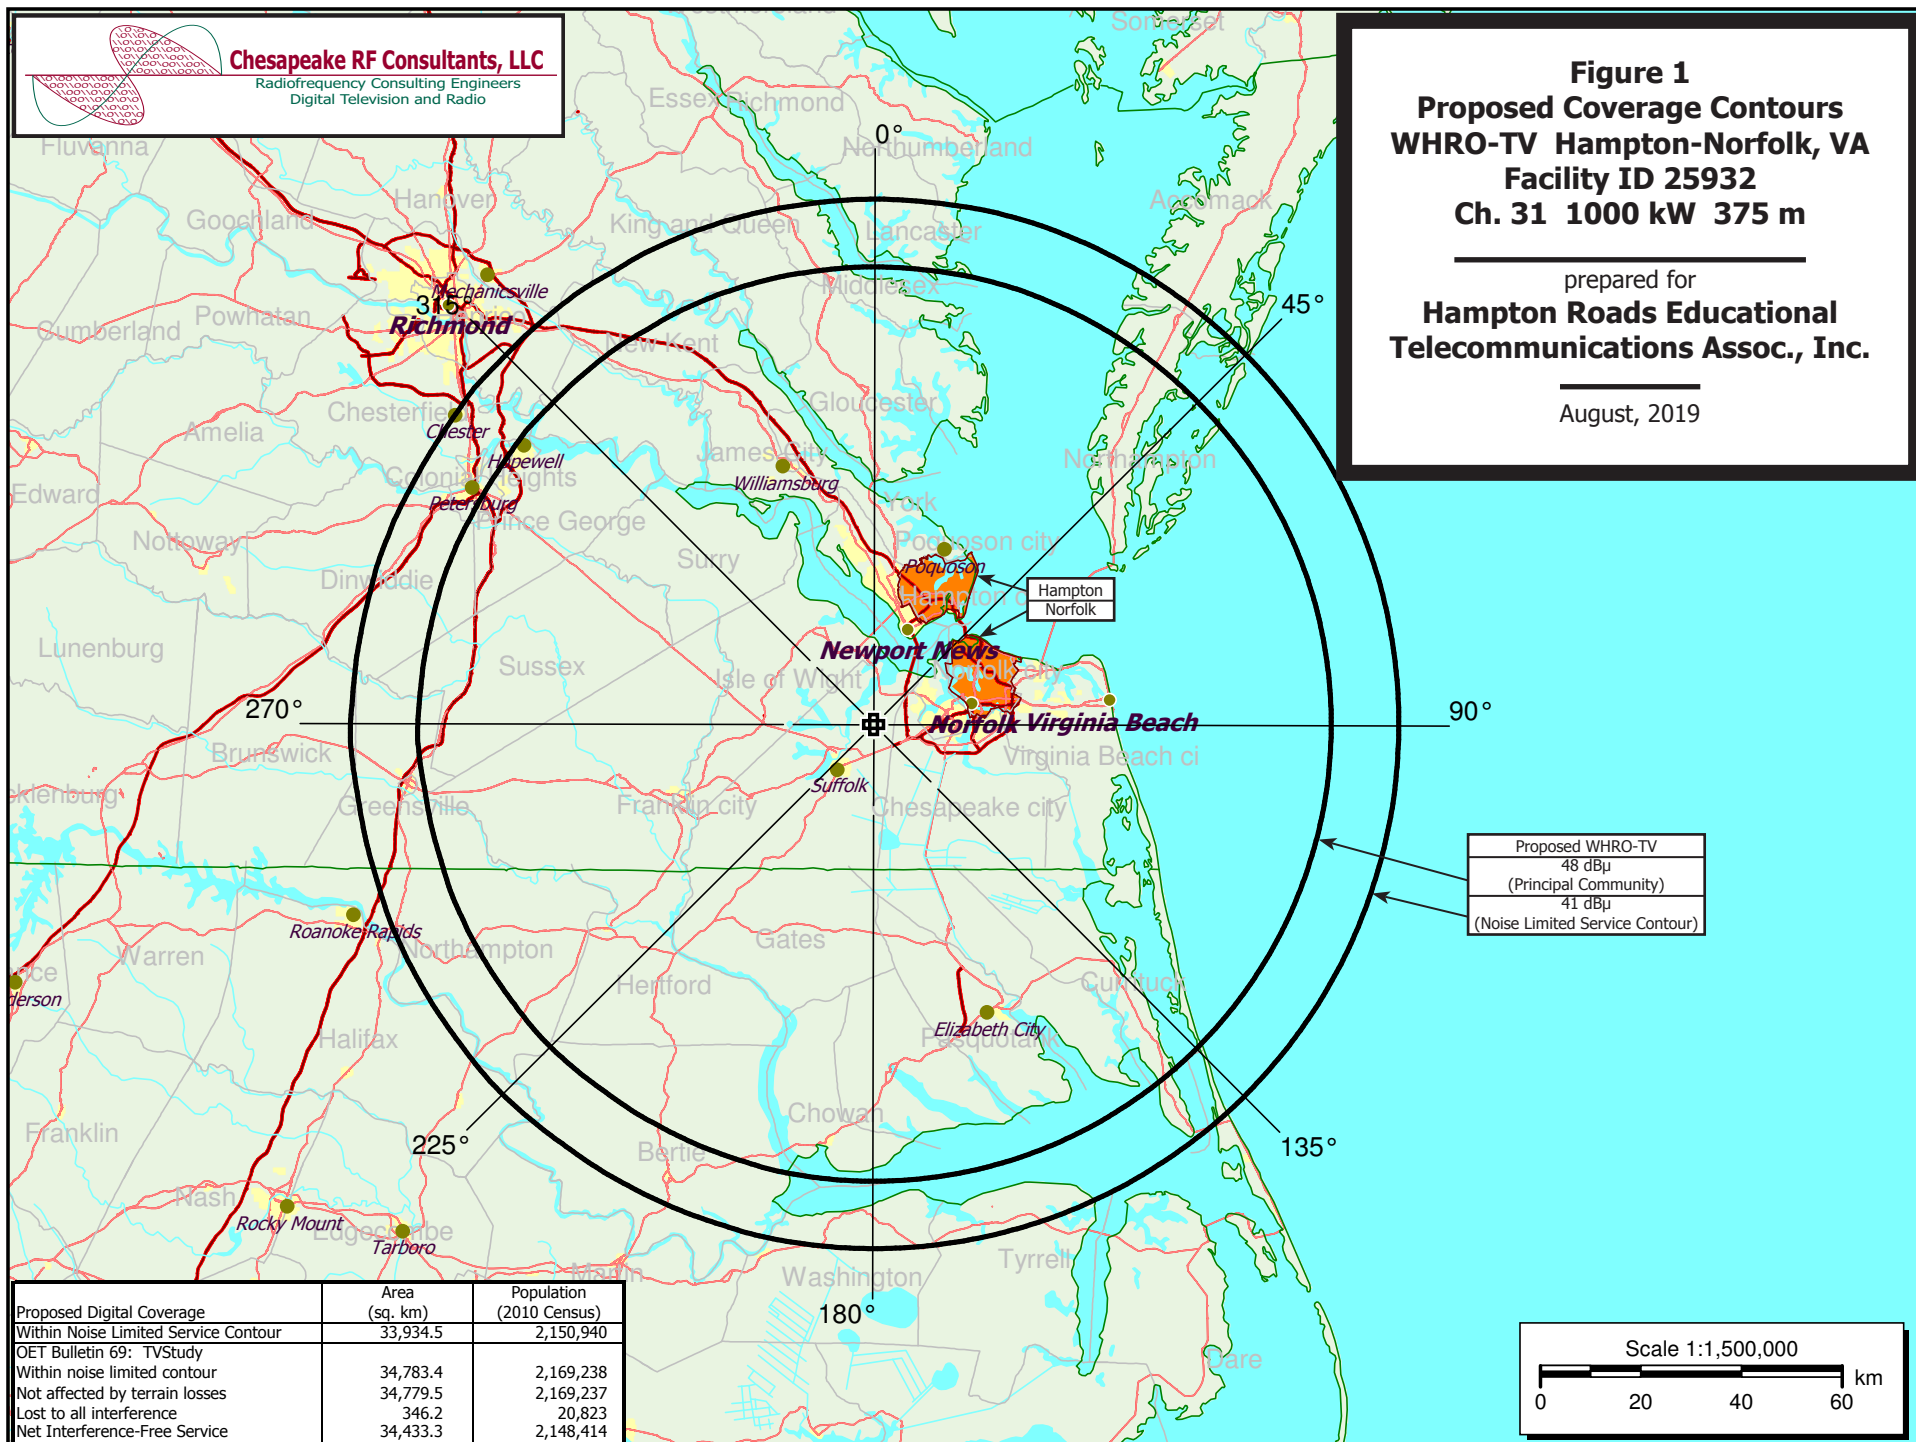 Chesapeake RF Consultants, LLC
Radiofrequency Consulting Engineers
Digital Television and Radio
Figure 1
Proposed Coverage Contours
WHRO-TV Hampton-Norfolk, VA
Facility ID 25932
Ch. 31 1000 kW 375 m
prepared for
Hampton Roads Educational
Telecommunications Assoc., Inc.
August, 2019
Westmoreland
Somerset
Essex
Richmond
0°
Fluvanna
Northumberland
Hanover
Accomack
Goochland
King and Queen
Lancaster
Mechanicsville
Middlesex
315°
45°
Powhatan
Henrico
Richmond
Cumberland
New Kent
Chesterfield
Gloucester
Chester
Amelia
James City
Hopewell
Northampton
Colonial Heights
Williamsburg
Edward
Petersburg
York
Prince George
Nottoway
Poquoson city
Surry
Poquoson
Dinwiddie
Hampton
Hampton c
Norfolk
Lunenburg
Newport News
Sussex
Norfolk city
Isle of Wight
270°
90°
Norfolk
Virginia Beach
Brunswick
Virginia Beach ci
Suffolk
cklenburg
Greensville
Franklin city
Chesapeake city
Proposed WHRO-TV
48 dBµ
(Principal Community)
41 dBµ
(Noise Limited Service Contour)
Roanoke Rapids
Gates
Warren
Northampton
nce
Hertford
Currituck
derson
Elizabeth City
Halifax
Pasquotank
Chowan
Franklin
225°
135°
Bertie
Nash
Rocky Mount
Edgecombe
Tarboro
Tyrrell
Martin
Washington
180°
Dare
Proposed Digital Coverage Area (sq. km) Population (2010 Census)
Within Noise Limited Service Contour 33,934.5 2,150,940
OET Bulletin 69: TVStudy
Within noise limited contour 34,783.4 2,169,238
Not affected by terrain losses 34,779.5 2,169,237
Lost to all interference 346.2 20,823
Net Interference-Free Service 34,433.3 2,148,414
Scale 1:1,500,000
km
0 20 40 60